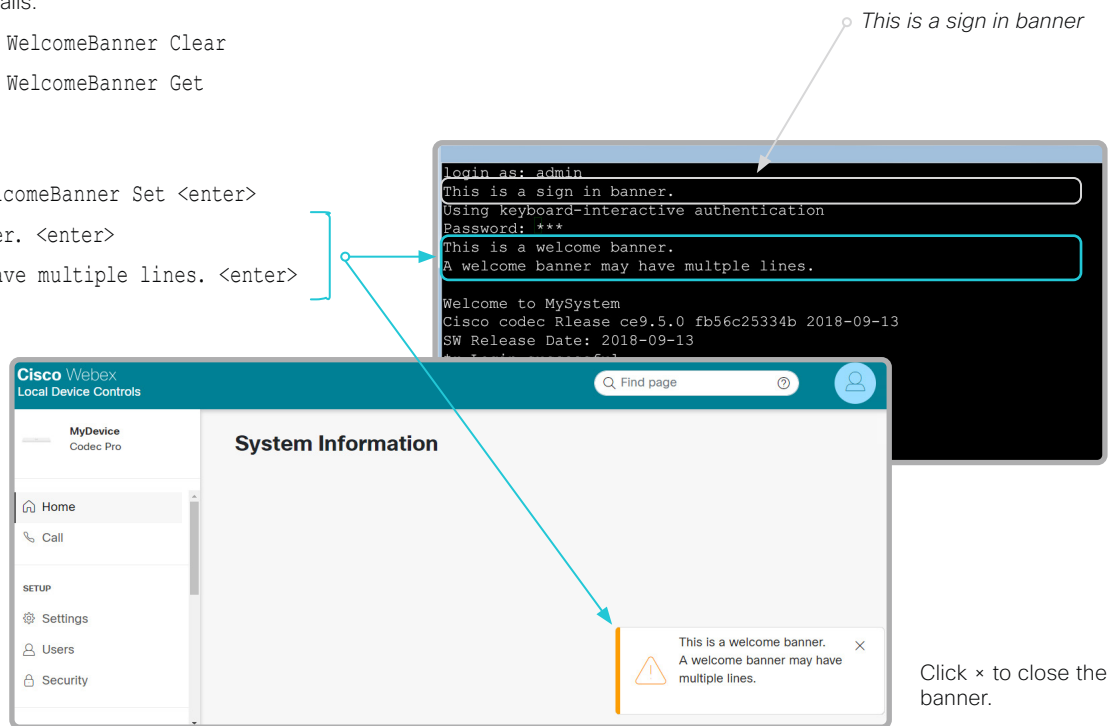 This is a sign in banner
WelcomeBanner Clear
WelcomeBanner Get
Set <enter>
<enter>
multiple lines. <enter>
login as: admin
This is a sign in banner.
Using keyboard-interactive authentication
Password: ***
This is a welcome banner.
A welcome banner may have multple lines.
Welcome to MySystem
Cisco codec Rlease ce9.5.0 fb56c25334b 2018-09-13
SW Release Date: 2018-09-13
Cisco Webex
Local Device Controls
Find page
MyDevice
Codec Pro
System Information
Home
Call
SETUP
Settings
Users
Security
This is a welcome banner.
A welcome banner may have
multiple lines.
Click × to close the
banner.